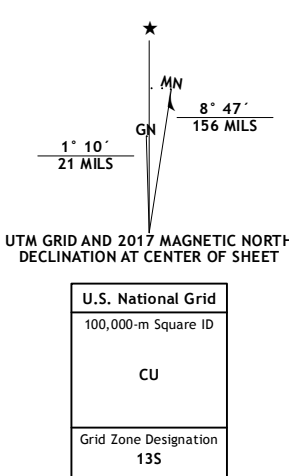 MN
GN
8° 47´
156 MILS
1° 10´
21 MILS
UTM GRID AND 2017 MAGNETIC NORTH
DECLINATION AT CENTER OF SHEET
U.S. National Grid
100,000-m Square ID
CU
Grid Zone Designation
13S